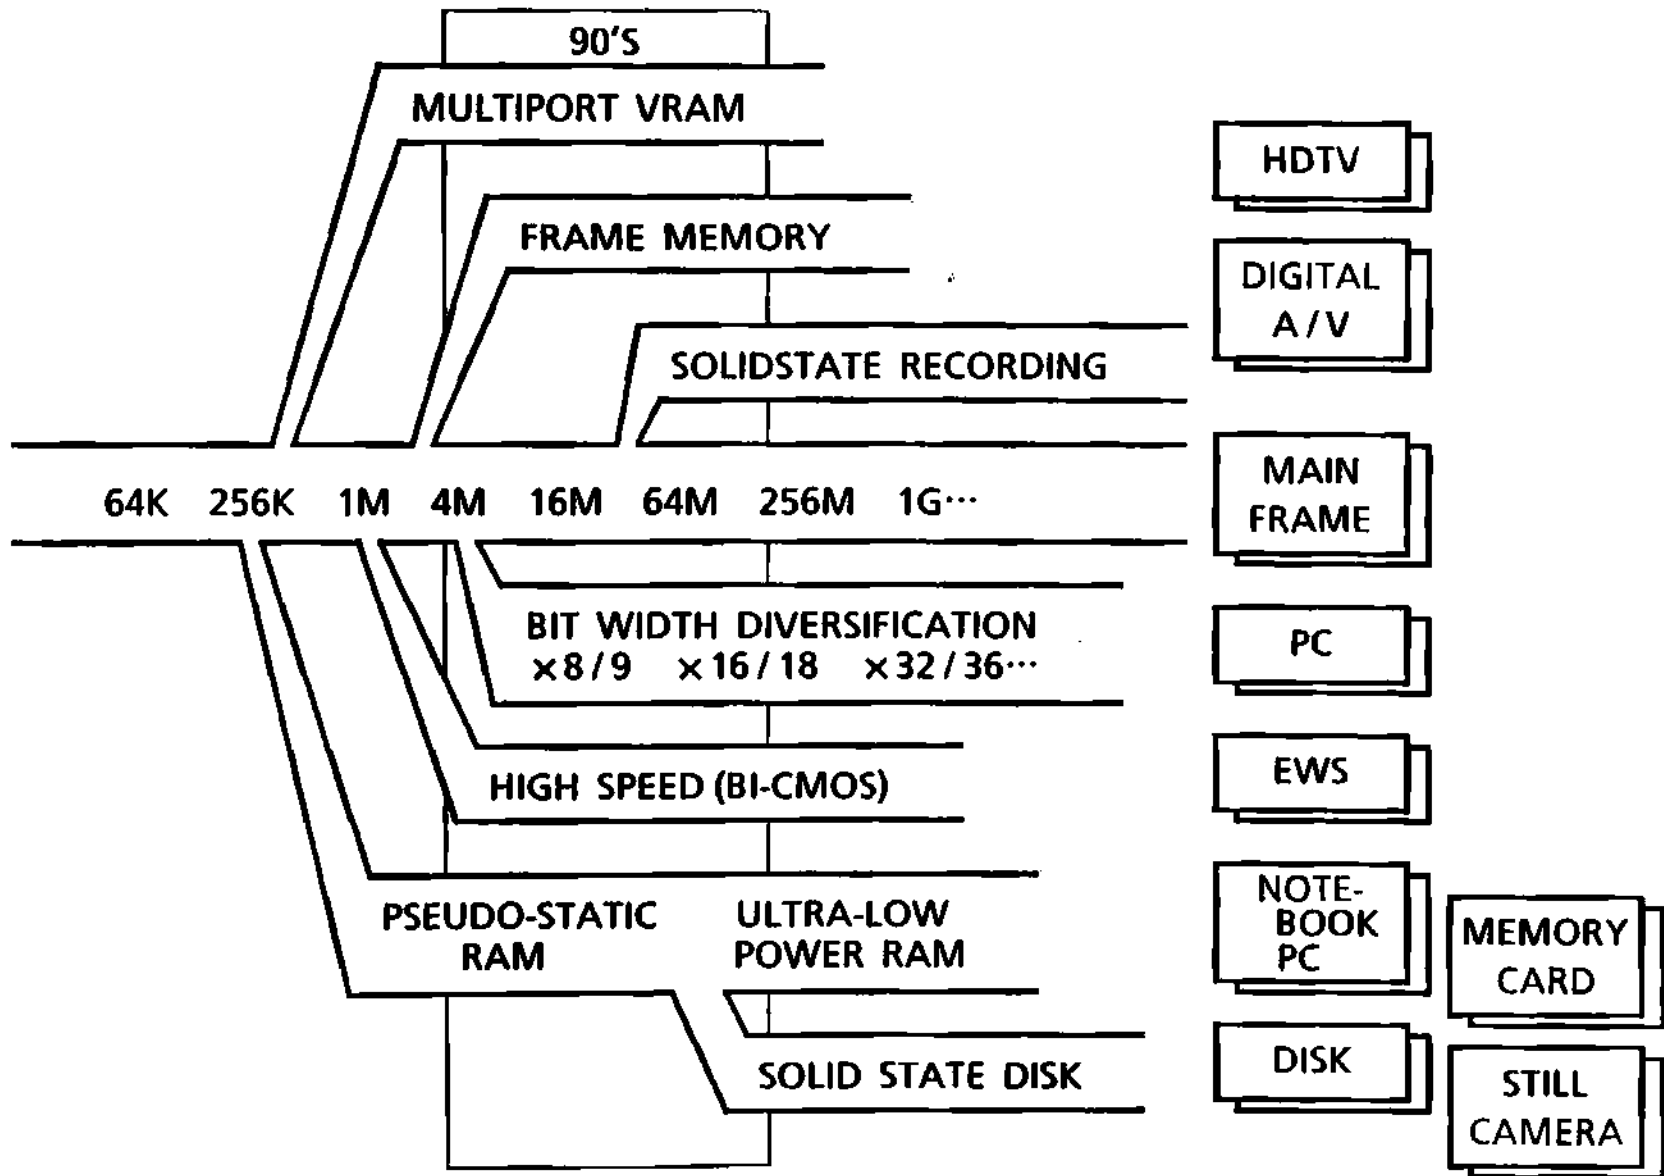 90'S
MULTIPORT VRAM
FRAME MEMORY
SOLIDSTATE RECORDING
64K 256K 1M 4M 16M 64M 256M 1G···
BIT WIDTH DIVERSIFICATION
×8/9 ×16/18 ×32/36···
HIGH SPEED (BI-CMOS)
PSEUDO-STATIC
RAM
ULTRA-LOW
POWER RAM
SOLID STATE DISK
HDTV
DIGITAL
A/V
MAIN
FRAME
PC
EWS
NOTE-
BOOK
PC
DISK
MEMORY
CARD
STILL
CAMERA